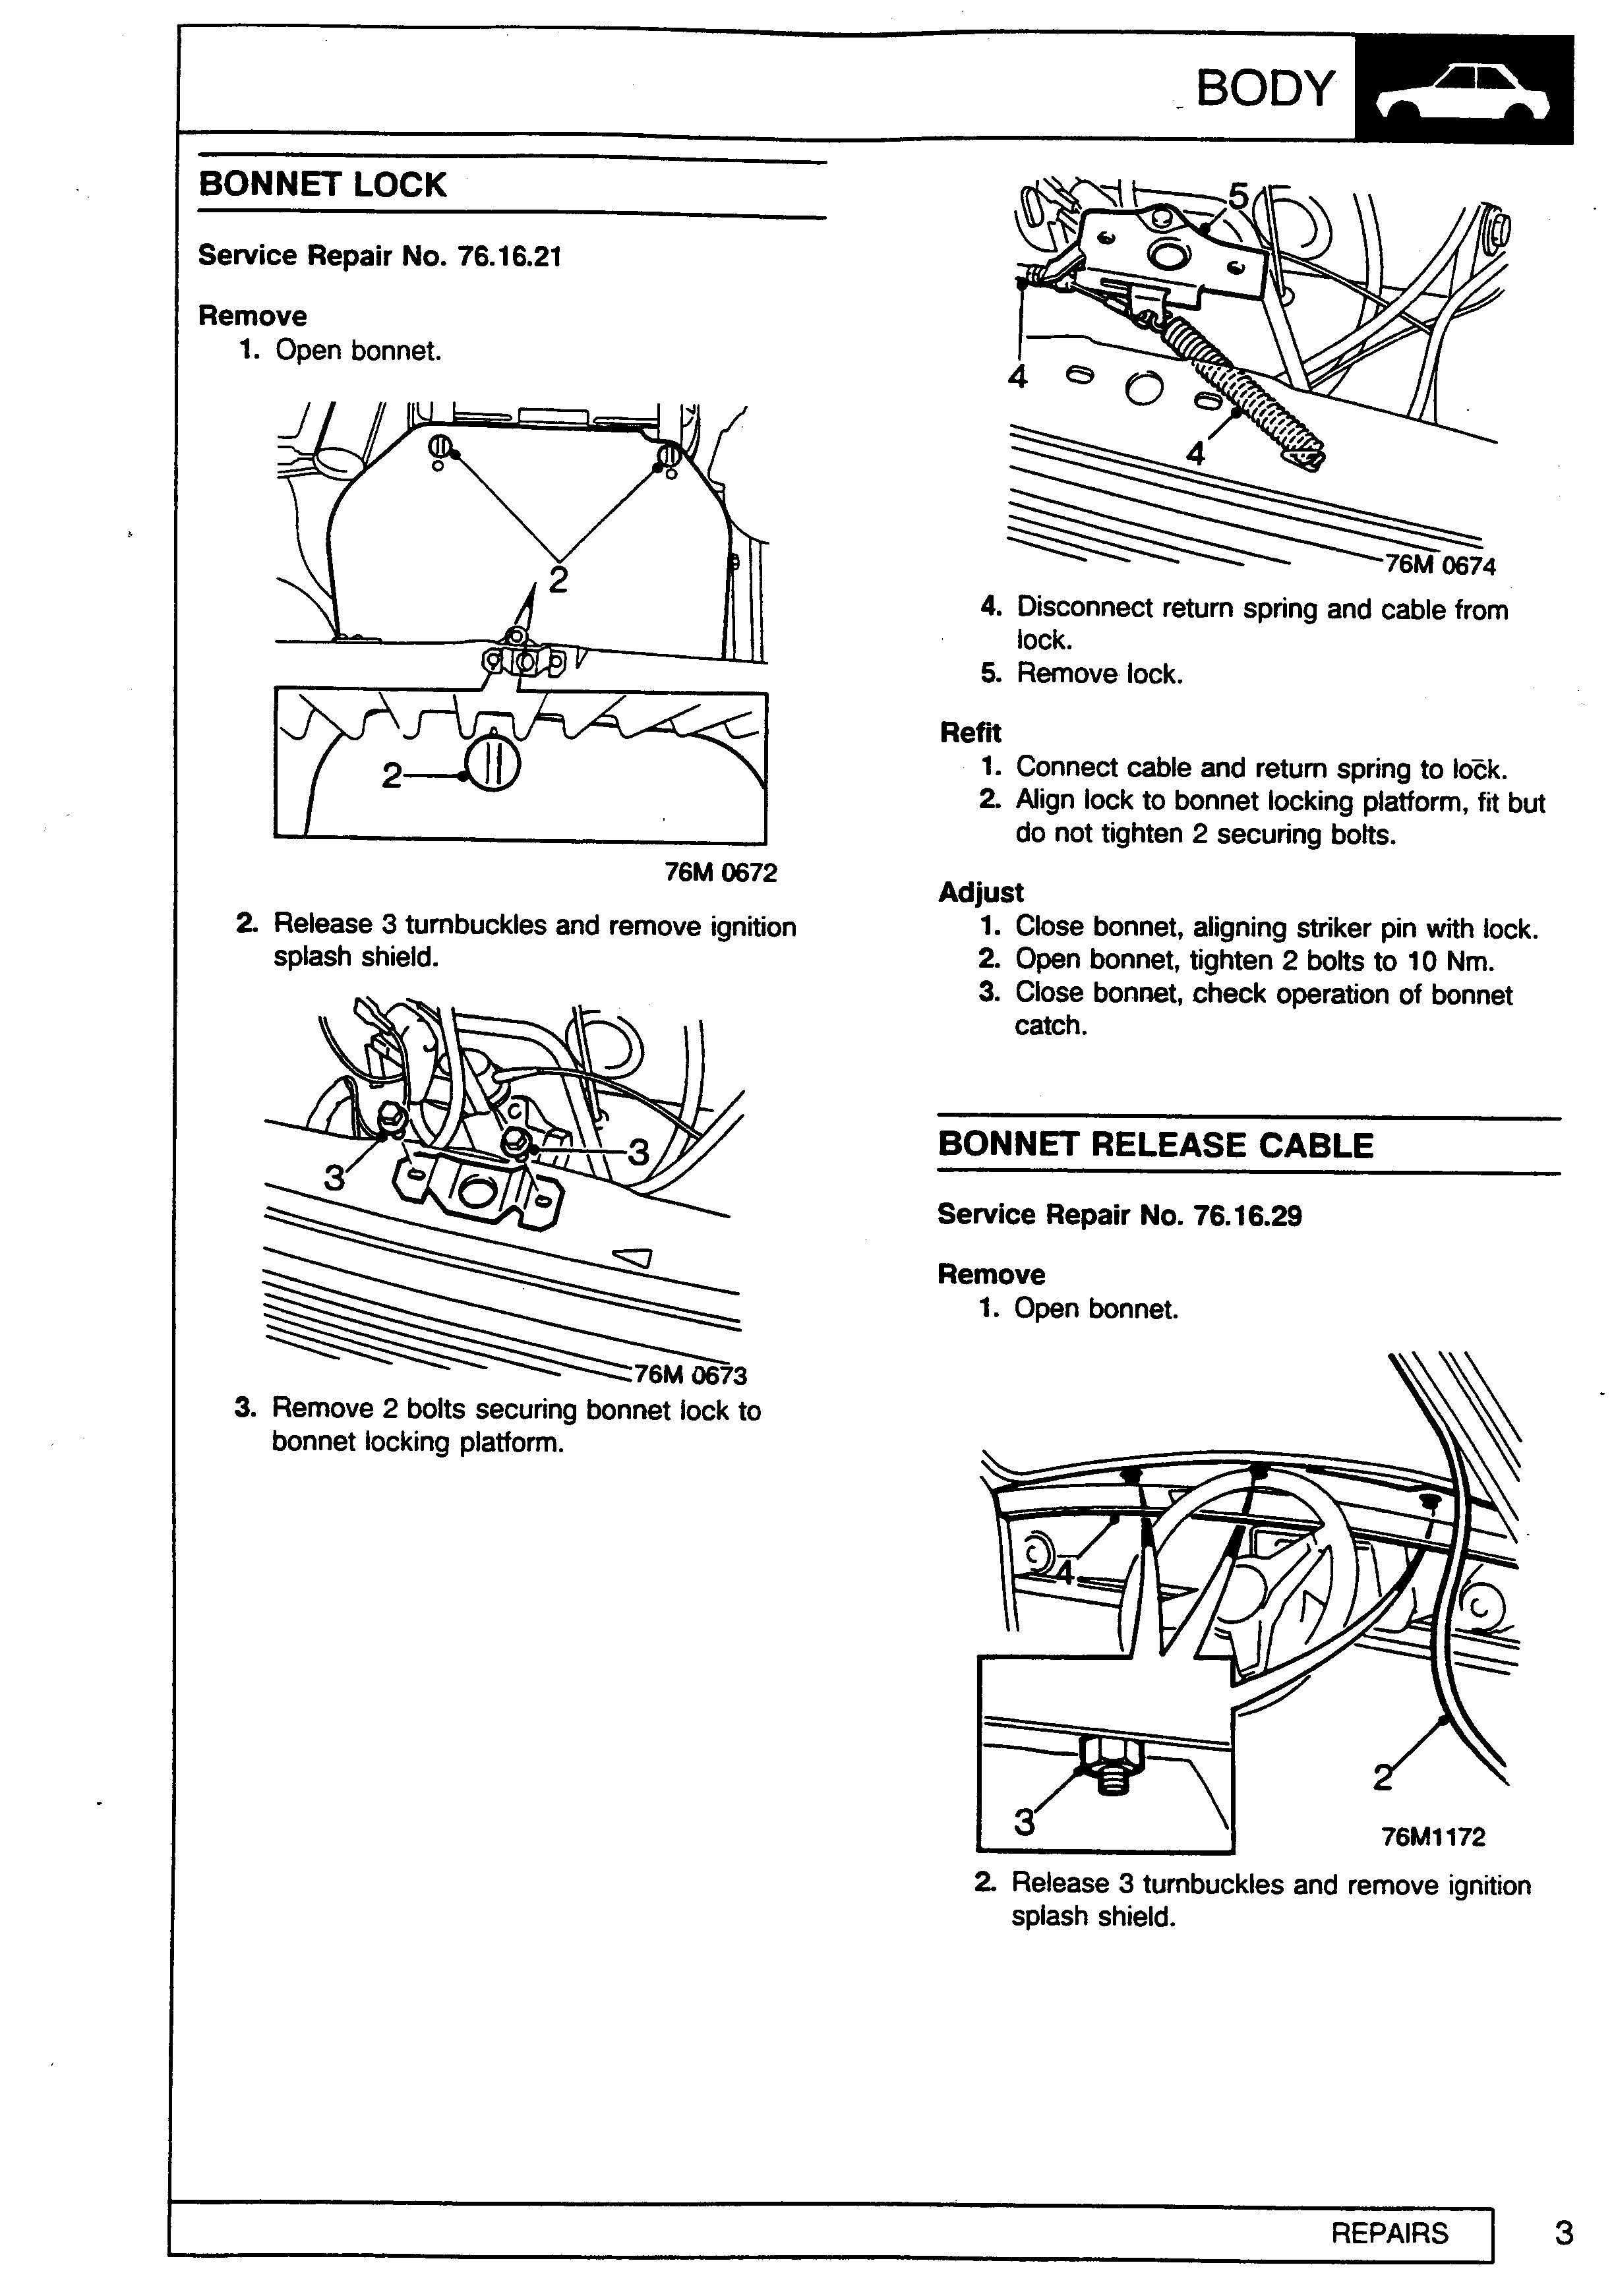 BODY
BONNET LOCK
Service Repair No. 76.16.21
Remove
1. Open bonnet.
2
2
76M 0672
2. Release 3 turnbuckles and remove ignition
splash shield.
3
3
76M 0673
3. Remove 2 bolts securing bonnet lock to
bonnet locking platform.
5
4
4
76M 0674
4. Disconnect return spring and cable from
lock.
5. Remove lock.
Refit
1. Connect cable and return spring to lock.
2. Align lock to bonnet locking platform, fit but
do not tighten 2 securing bolts.
Adjust
1. Close bonnet, aligning striker pin with lock.
2. Open bonnet, tighten 2 bolts to 10 Nm.
3. Close bonnet, check operation of bonnet
catch.
BONNET RELEASE CABLE
Service Repair No. 76.16.29
Remove
1. Open bonnet.
4
2
3
76M1172
2. Release 3 turnbuckles and remove ignition
splash shield.
REPAIRS
3